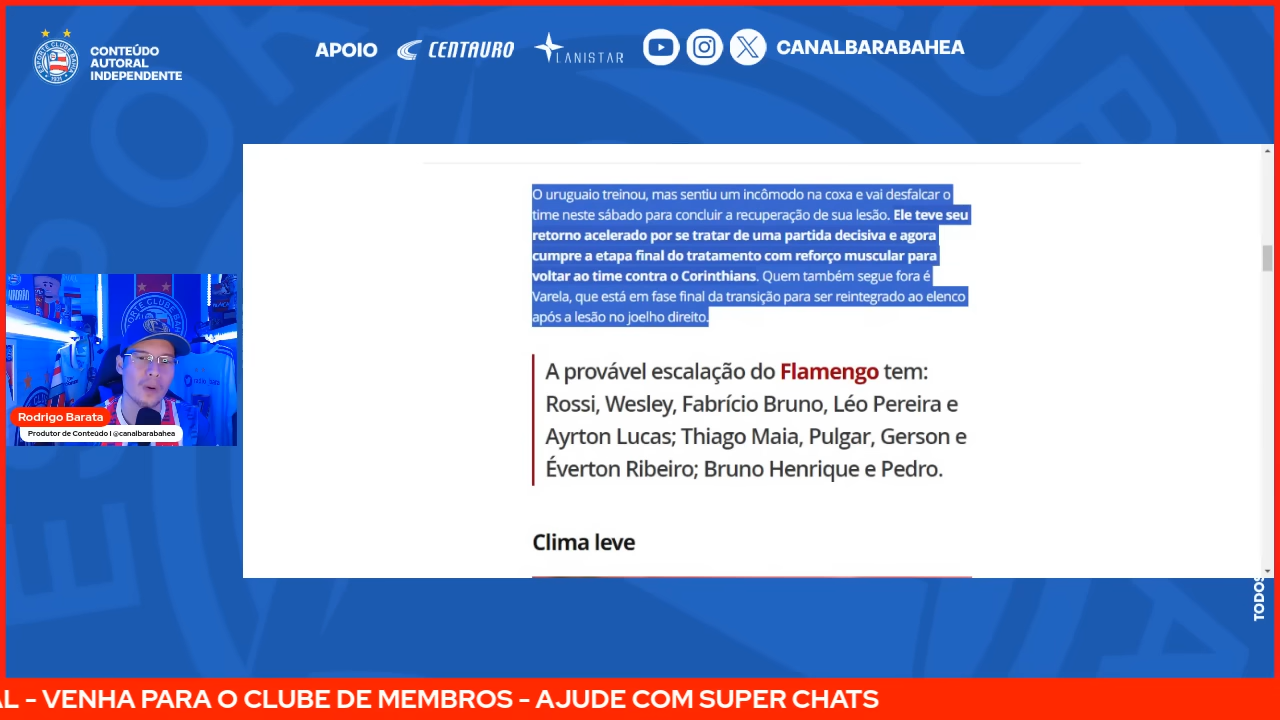 CONTEÚDO
AUTORAL
INDEPENDENTE
APOIO
CENTAURO
LANISTAR
CANALBARABAHEA
O uruguaio treinou, mas sentiu um incômodo na coxa e vai desfalcar o
time neste sábado para concluir a recuperação de sua lesão. Ele teve seu
retorno acelerado por se tratar de uma partida decisiva e agora
cumpre a etapa final do tratamento com reforço muscular para
voltar ao time contra o Corinthians. Quem também segue fora é
Varela, que está em fase final da transição para ser reintegrado ao elenco
após a lesão no joelho direito.
A provável escalação do Flamengo tem:
Rossi, Wesley, Fabrício Bruno, Léo Pereira e
Ayrton Lucas; Thiago Maia, Pulgar, Gerson e
Éverton Ribeiro; Bruno Henrique e Pedro.
Clima leve
Rodrigo Barata
Produtor de Conteúdo | @canalbarabahea
TODOS
AL - VENHA PARA O CLUBE DE MEMBROS - AJUDE COM SUPER CHATS